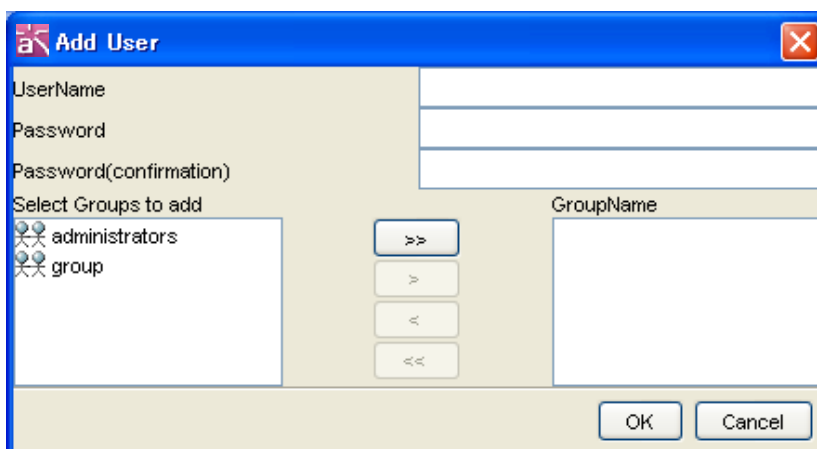 Add User
UserName
Password
Password(confirmation)
Select Groups to add
GroupName
administrators
group
>>
>
<
<<
OK
Cancel